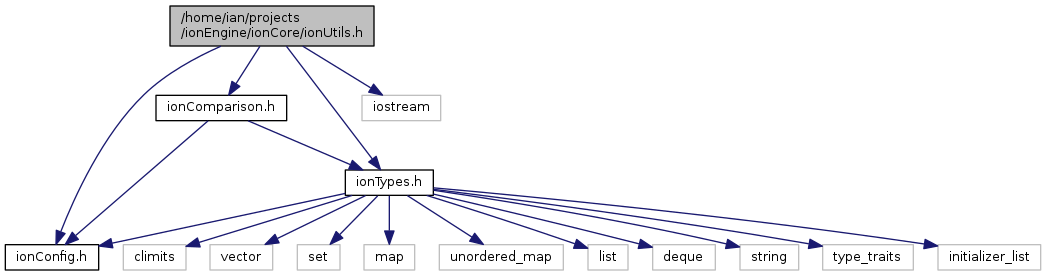 /home/ian/projects
/ionEngine/ionCore/ionUtils.h
ionComparison.h
iostream
ionTypes.h
ionConfig.h
climits
vector
set
map
unordered_map
list
deque
string
type_traits
initializer_list